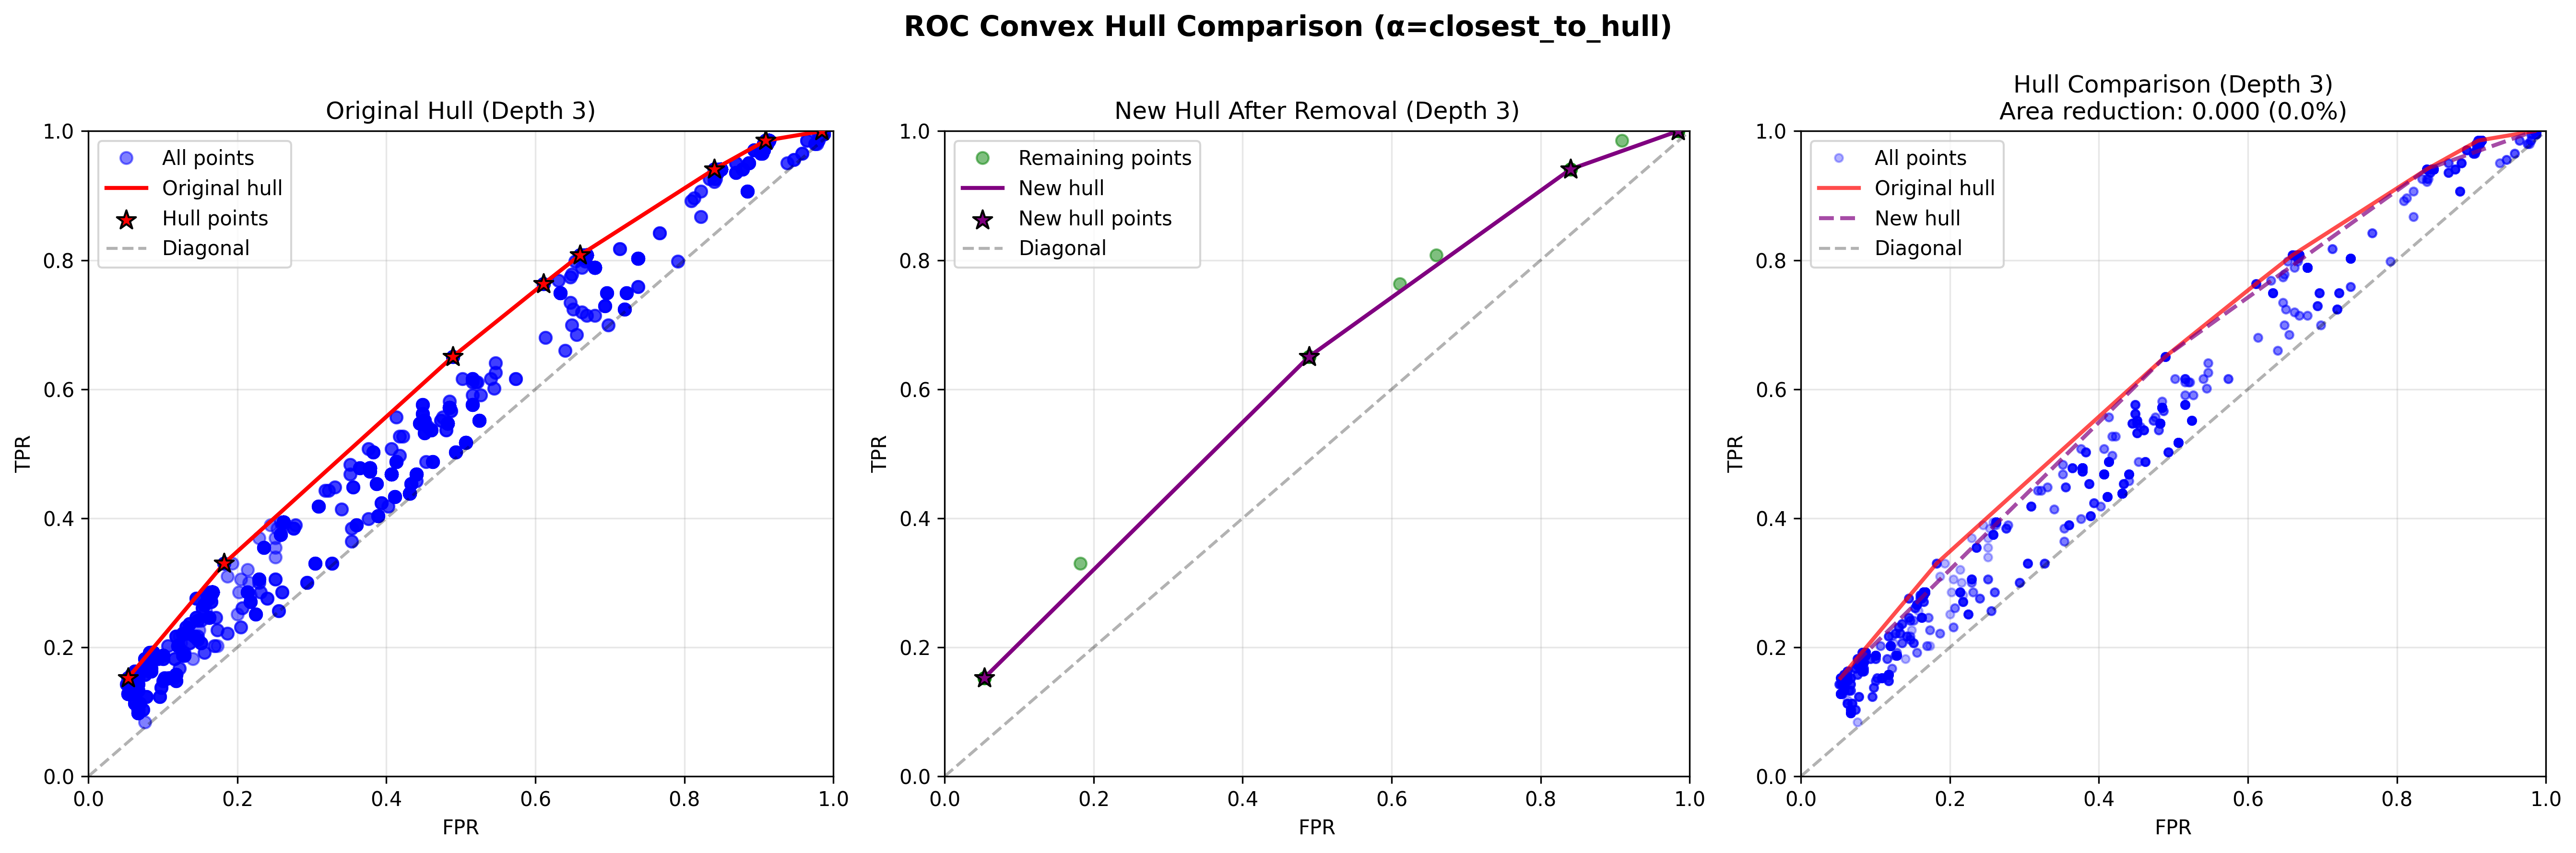 ROC Convex Hull Comparison (α=closest_to_hull)
Original Hull (Depth 3)
All points
Original hull
Hull points
Diagonal
1.0
0.8
0.6
0.4
0.2
0.0
TPR
0.0 0.2 0.4 0.6 0.8 1.0
FPR
New Hull After Removal (Depth 3)
Remaining points
New hull
New hull points
Diagonal
1.0
0.8
0.6
0.4
0.2
0.0
TPR
0.0 0.2 0.4 0.6 0.8 1.0
FPR
Hull Comparison (Depth 3)
Area reduction: 0.000 (0.0%)
All points
Original hull
New hull
Diagonal
1.0
0.8
0.6
0.4
0.2
0.0
TPR
0.0 0.2 0.4 0.6 0.8 1.0
FPR